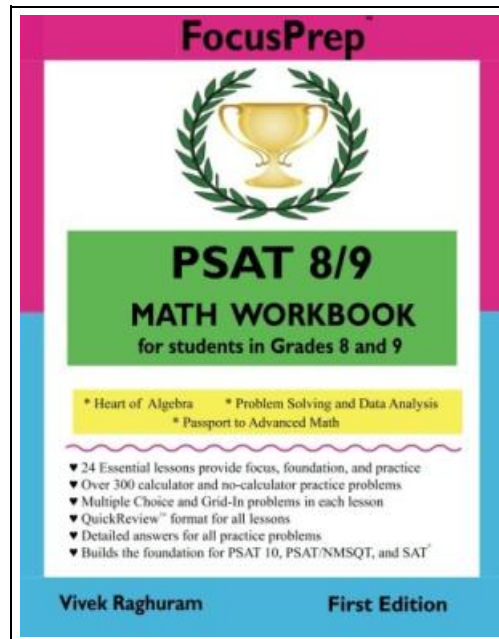 FocusPrep™
PSAT 8/9
MATH WORKBOOK
for students in Grades 8 and 9
* Heart of Algebra * Problem Solving and Data Analysis
* Passport to Advanced Math
♥ 24 Essential lessons provide focus, foundation, and practice
♥ Over 300 calculator and no-calculator practice problems
♥ Multiple Choice and Grid-In problems in each lesson
♥ QuickReview™ format for all lessons
♥ Detailed answers for all practice problems
♥ Builds the foundation for PSAT 10, PSAT/NMSQT, and SAT*
Vivek Raghuram First Edition